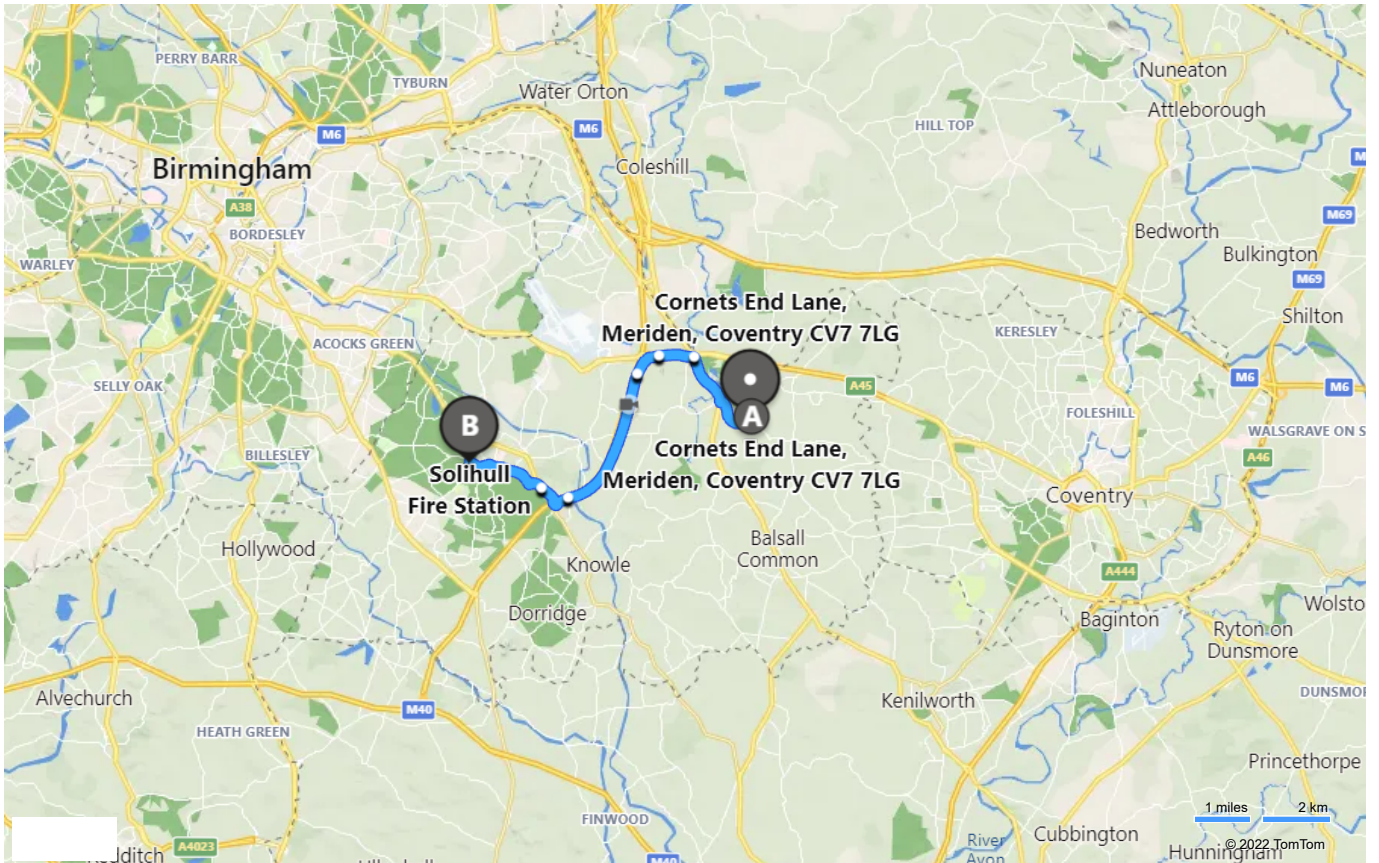 PERRY BARR
TYBURN
Water Orton
Nuneaton
Attleborough
M6
M6
HILL TOP
Coleshill
M
Birmingham
A38
M69
BORDESLEY
Bedworth
Bulkington
WARLEY
M69
Cornets End Lane,
Meriden, Coventry CV7 7LG
KERESLEY
Shilton
ACOCKS GREEN
SELLY OAK
A45
M6
M6
FOLESHILL
A
B
WALSGRAVE ON S
BILLESLEY
Cornets End Lane,
Meriden, Coventry CV7 7LG
A46
Solihull
Fire Station
Coventry
Hollywood
Balsall
Common
Knowle
A444
Dorridge
Wolsto
Baginton
Ryton on
Dunsmore
Alvechurch
Kenilworth
DUNSMO
M40
HEATH GREEN
Princethorpe
1 miles
2 km
FINWOOD
Cubbington
River
Avon
A4023
© 2022 TomTom
Hunningham
dditch
M40